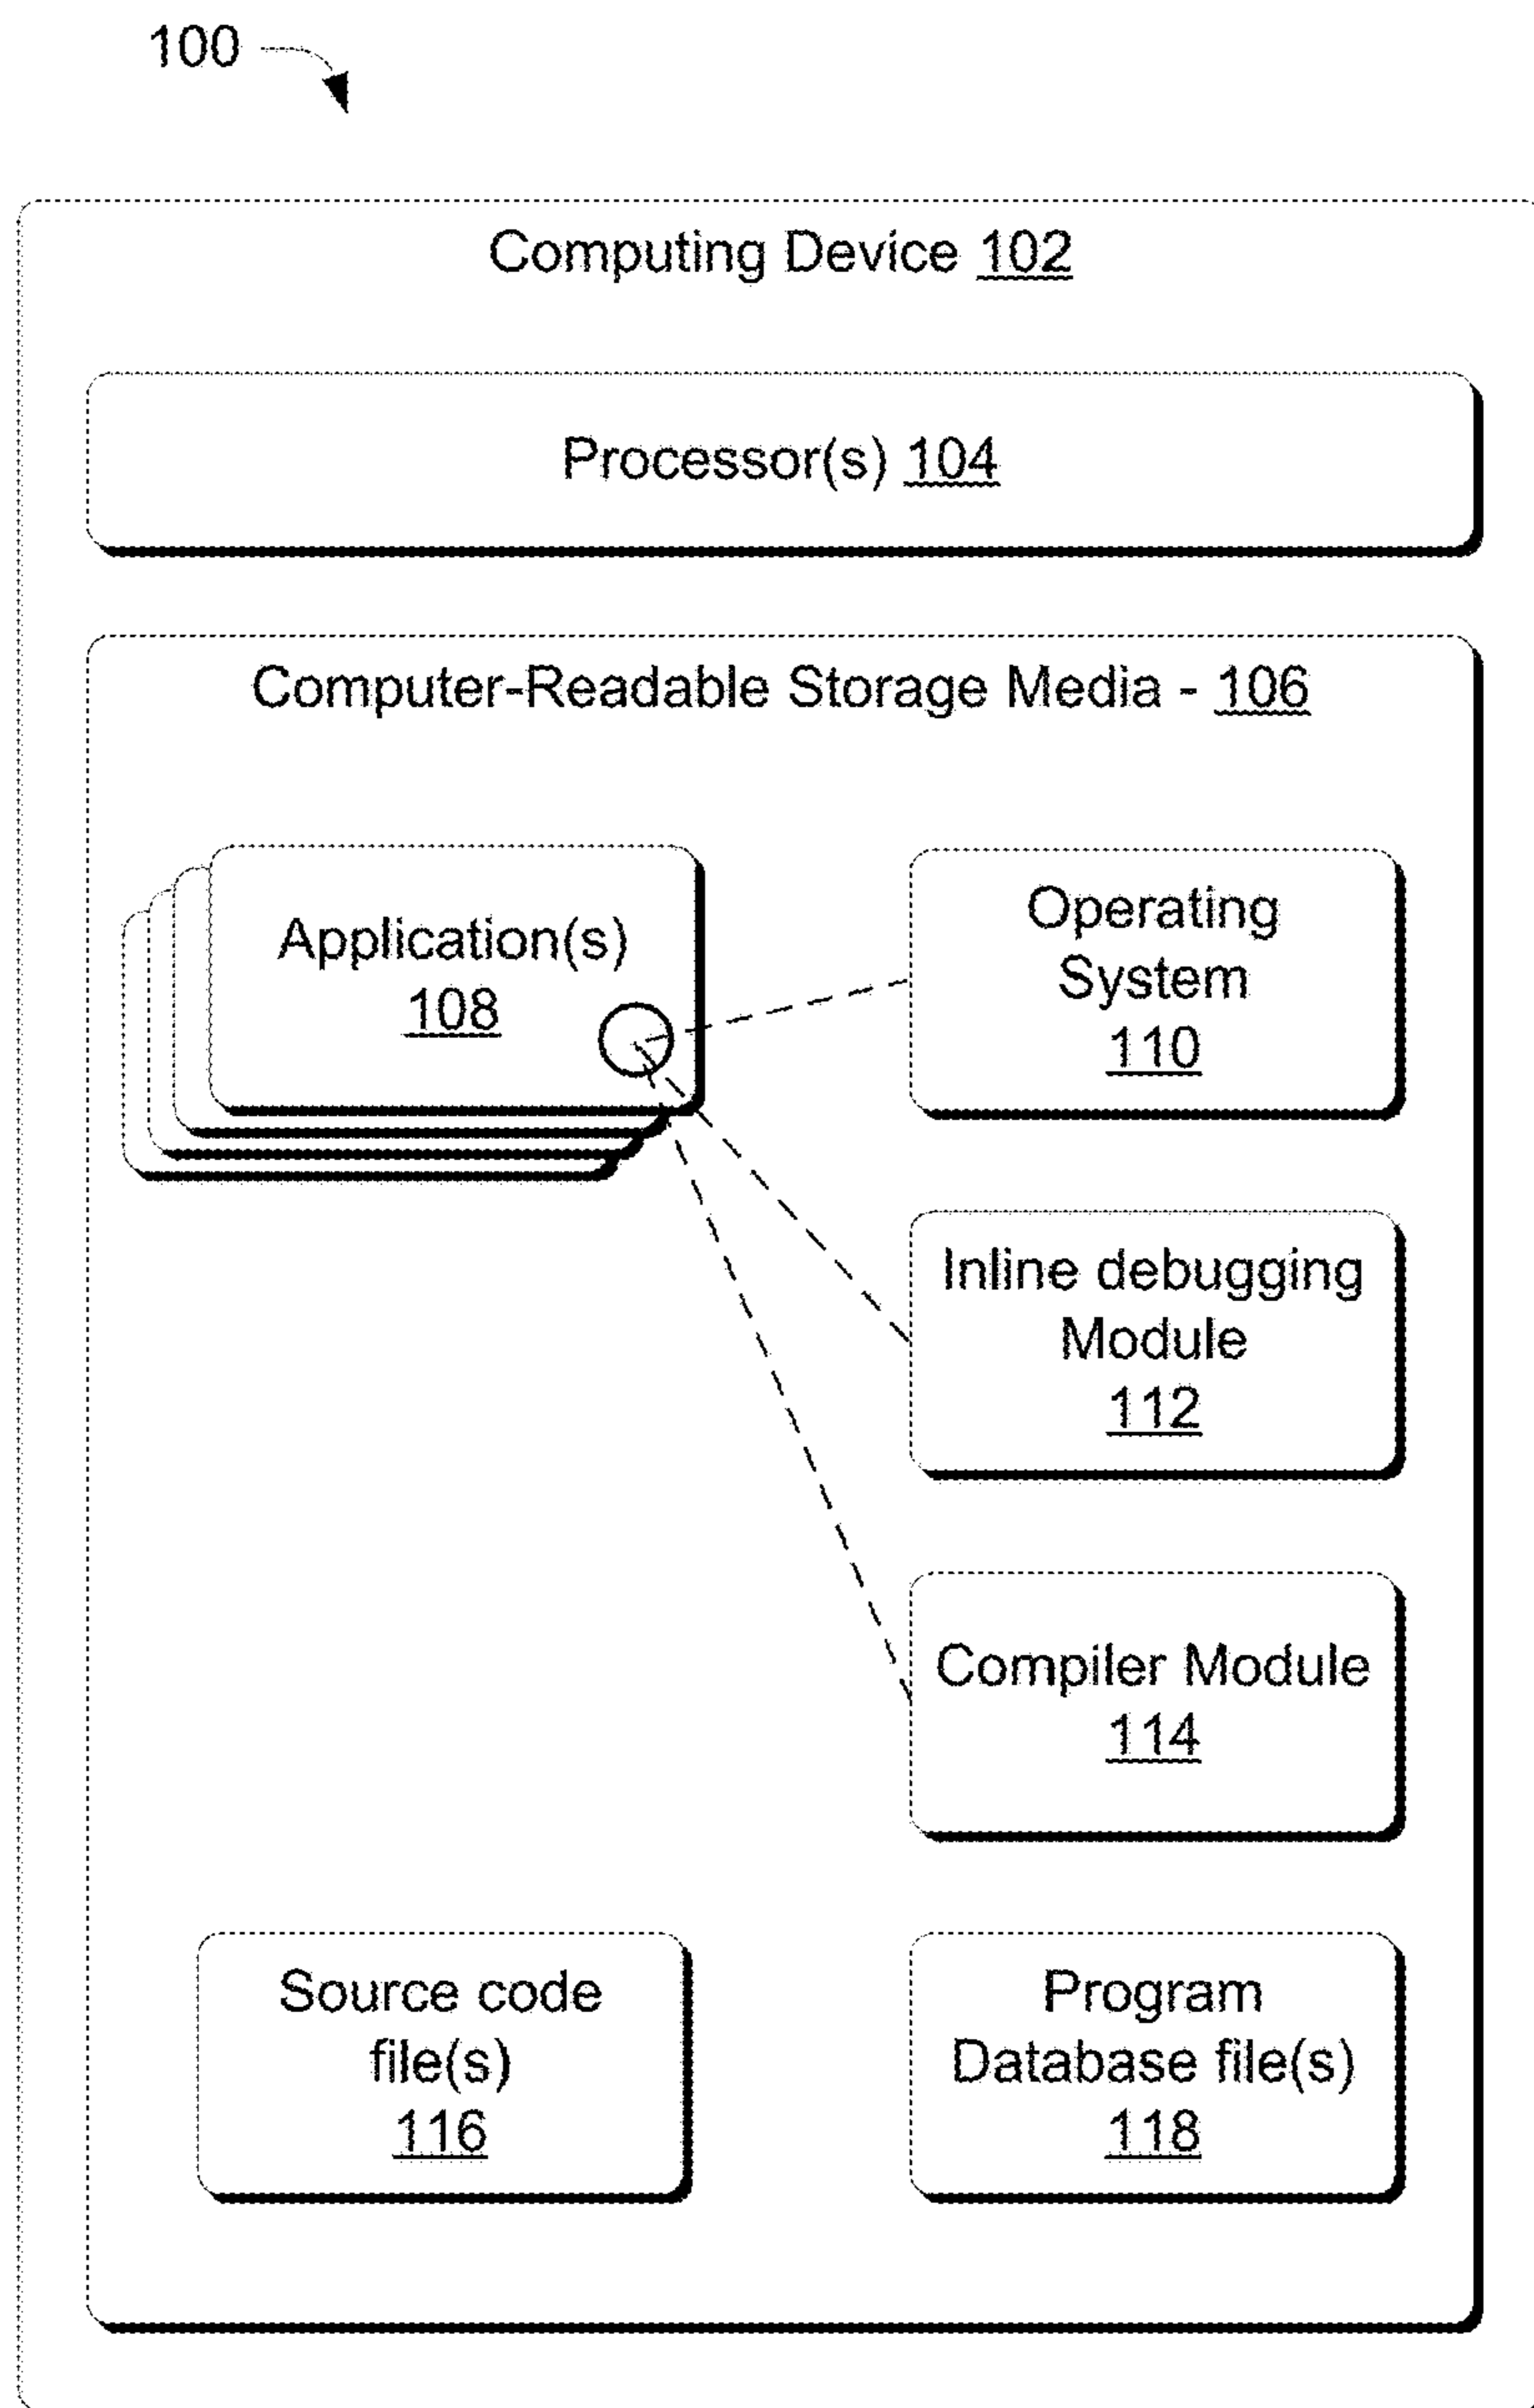 100
Computing Device 102
Processor(s) 104
Computer-Readable Storage Media - 106
Application(s)
108
Operating
System
110
Inline debugging
Module
112
Compiler Module
114
Source code
file(s)
116
Program
Database file(s)
118